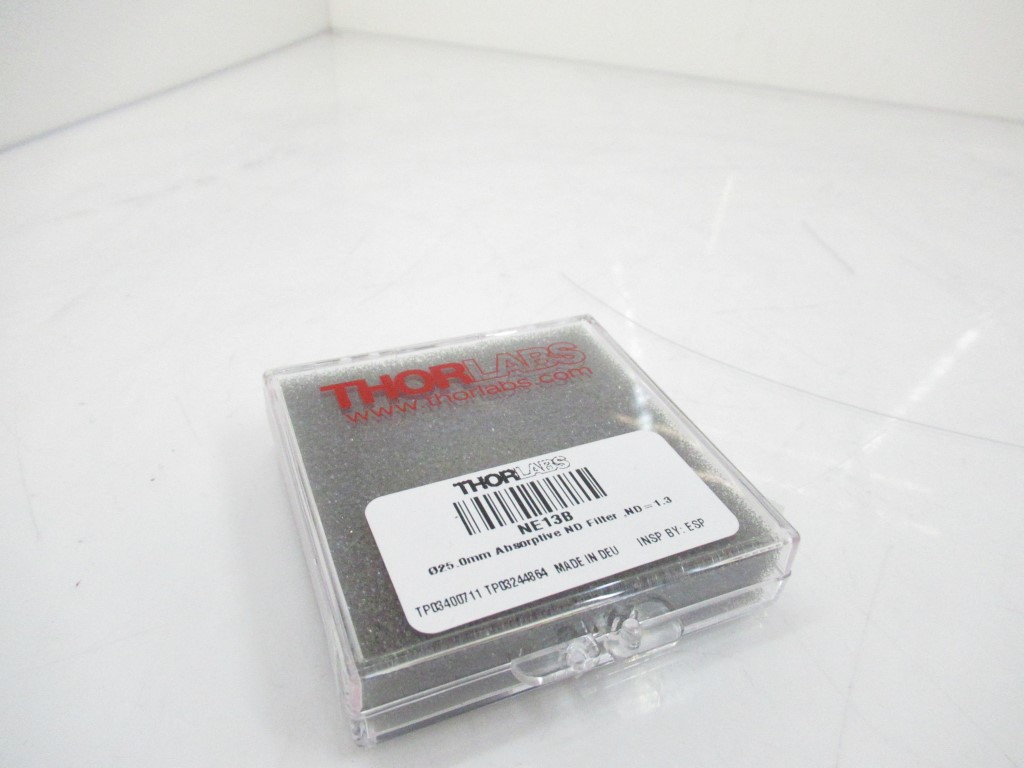 THORLABS
www.thorlabs.com
THORLABS
NE13B
Ø25.0mm Absorptive ND Filter ,ND=1.3
TP03400711 TP03244864 MADE IN DEU INSP BY: ESP